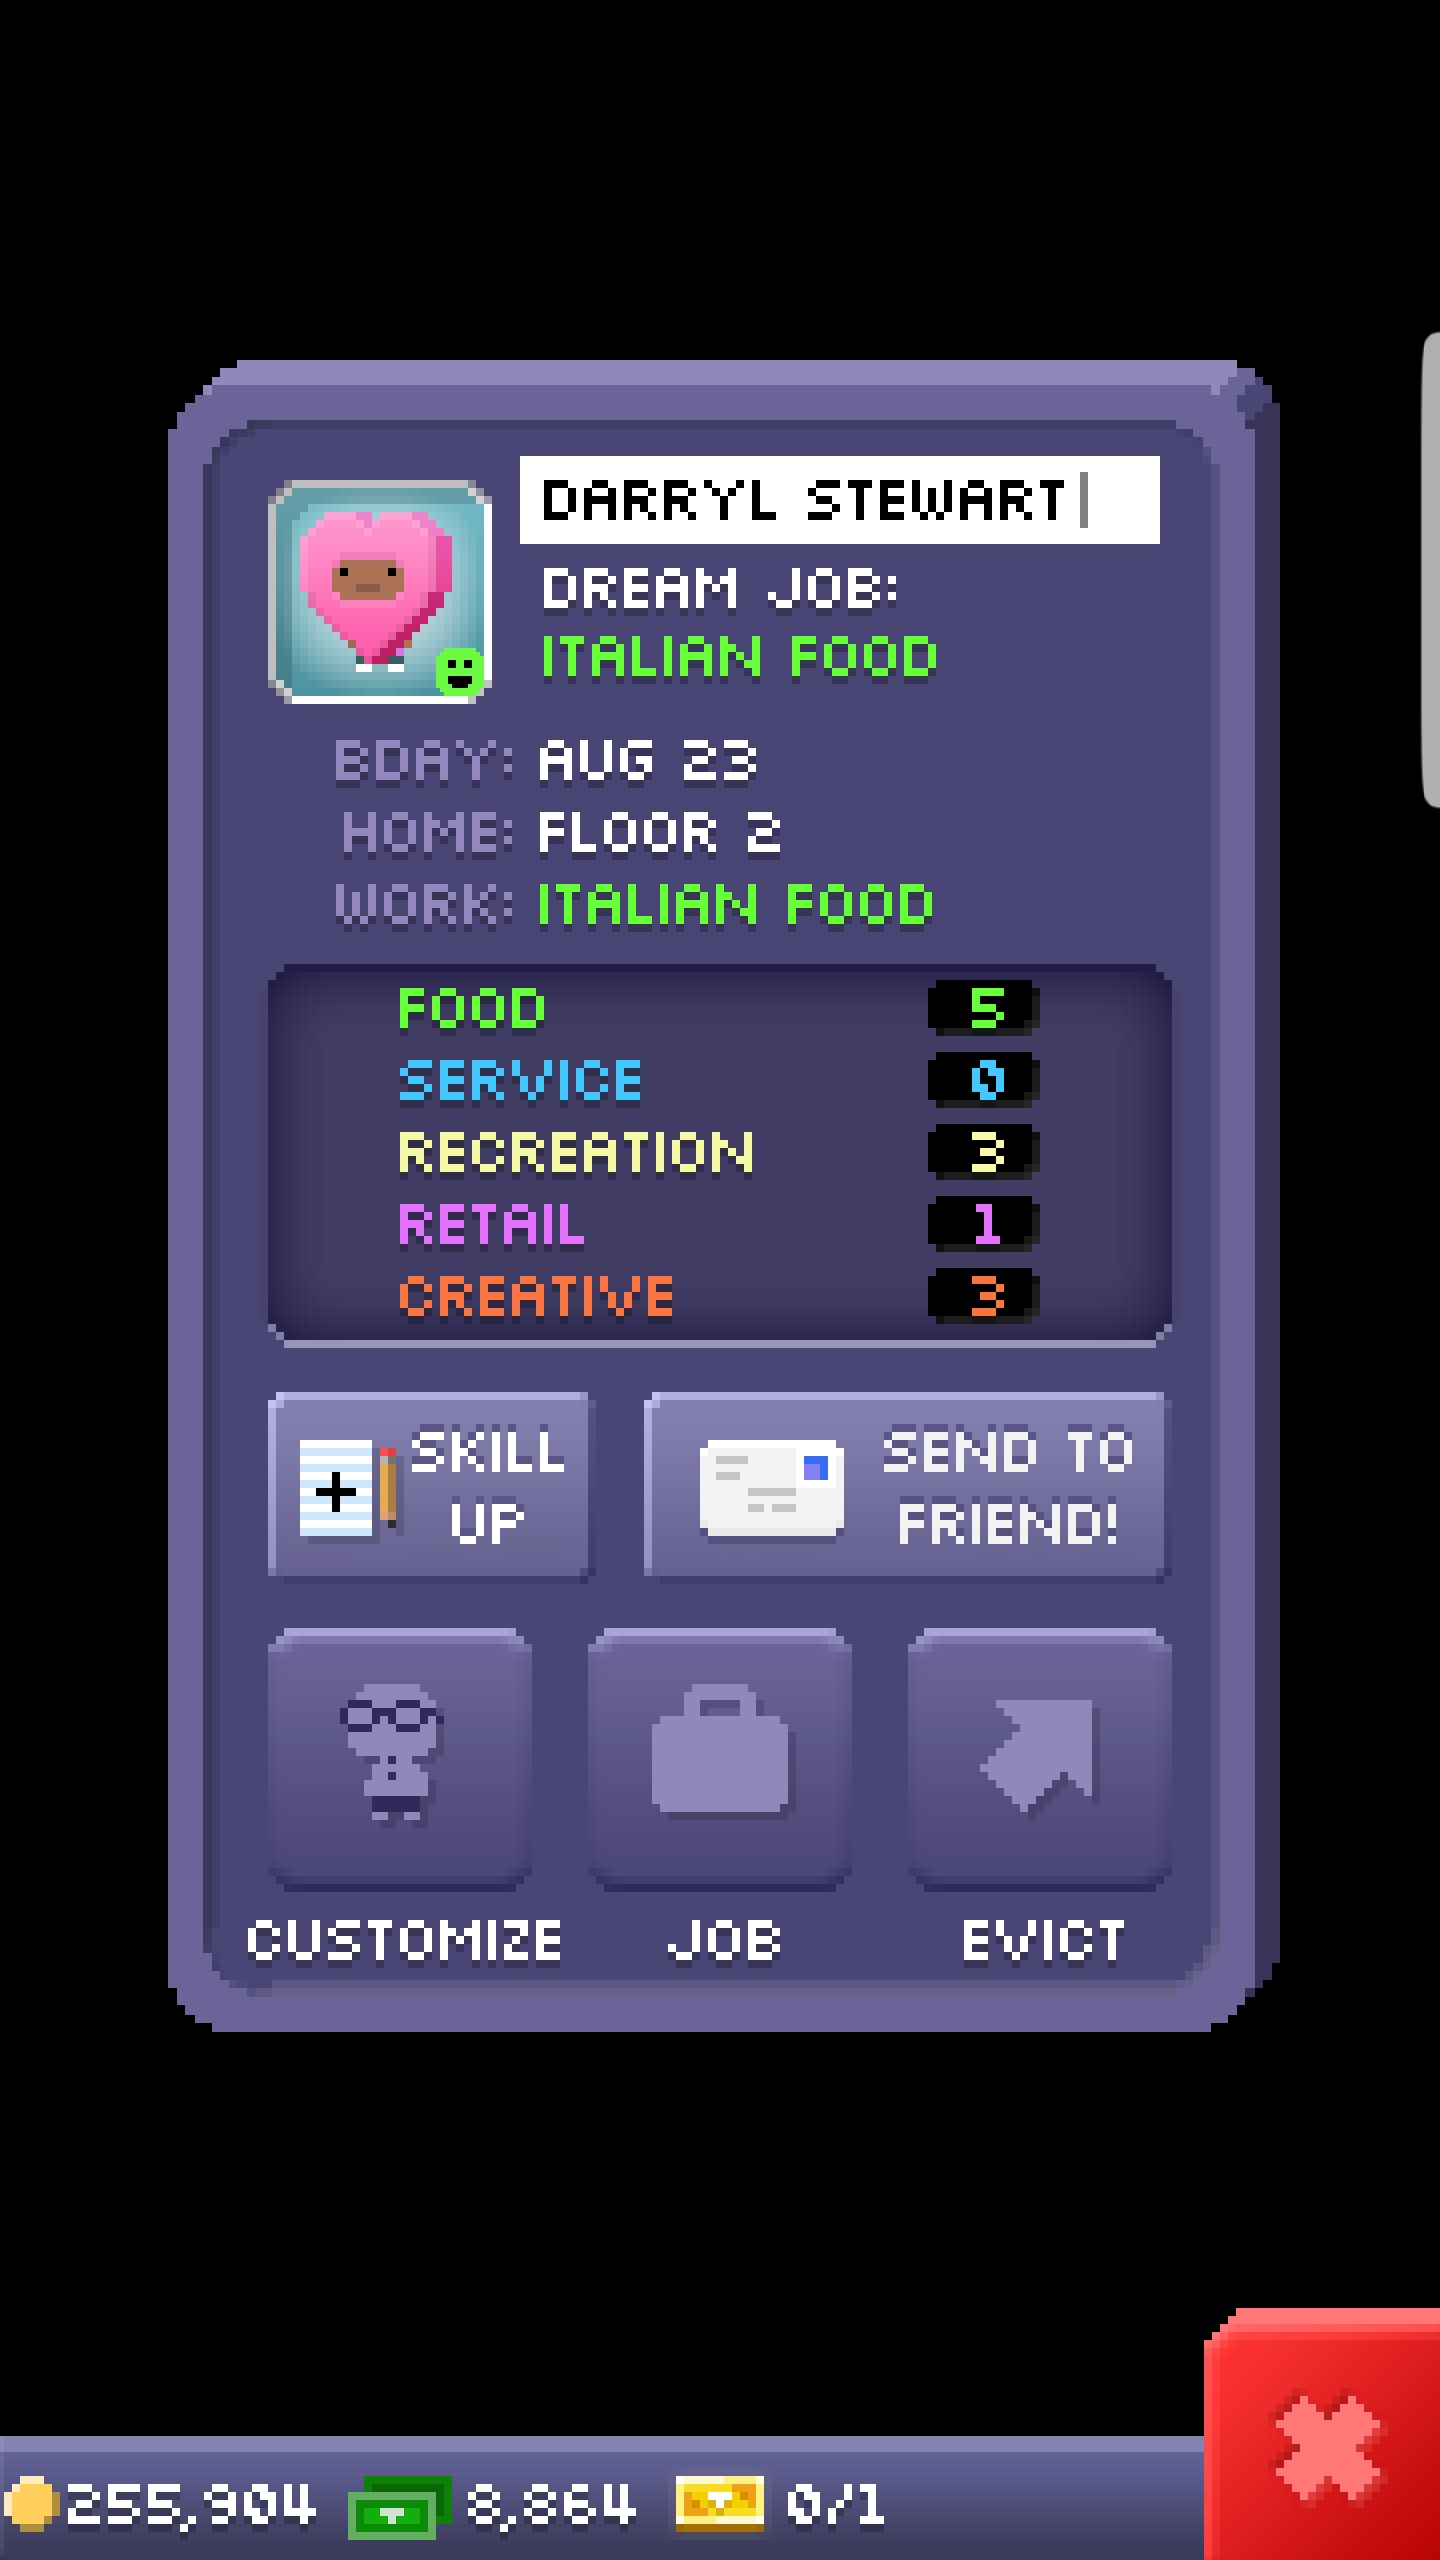 DARRYL STEWART
DREAM JOB:
ITALIAN FOOD
BDAY: AUG 23
HOME: FLOOR 2
WORK: ITALIAN FOOD
FOOD 5
SERVICE 0
RECREATION 3
RETAIL 1
CREATIVE 3
SKILL
UP
SEND TO
FRIEND!
CUSTOMIZE JOB EVICT
255,904 8,864 0/1